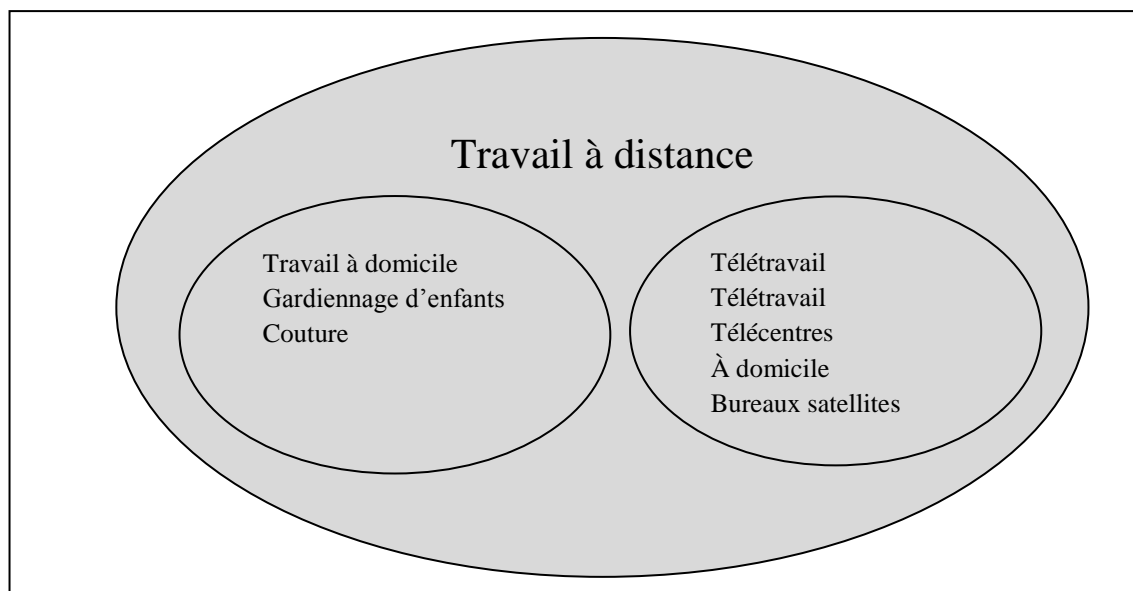 Travail à distance
Travail à domicile
Gardiennage d'enfants
Couture
Télétravail
Télétravail
Télécentres
À domicile
Bureaux satellites